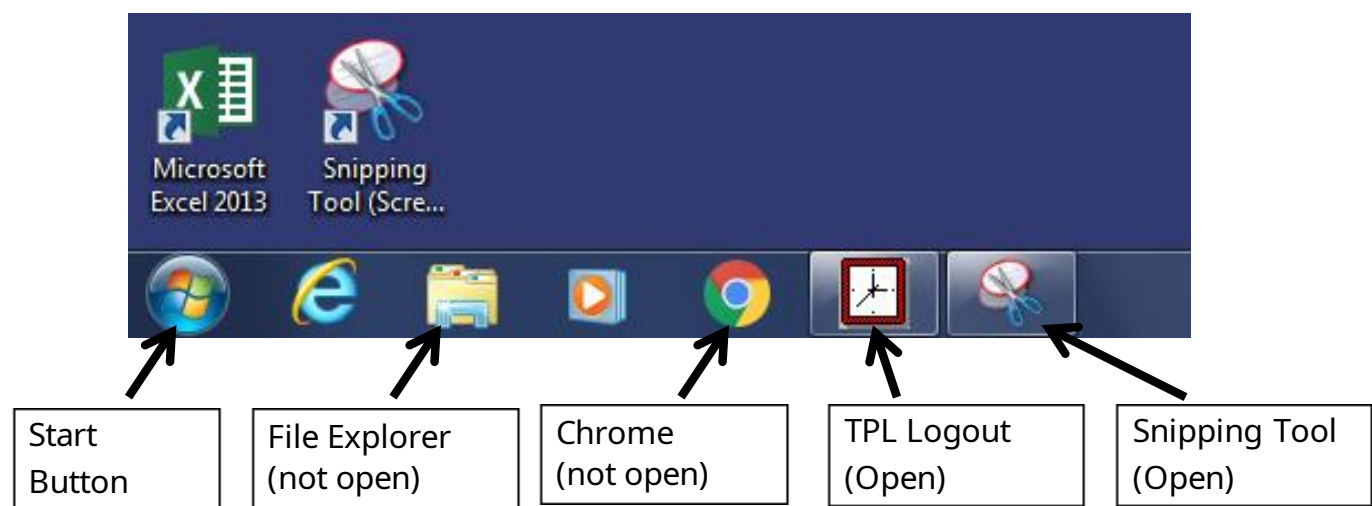 Microsoft
Excel 2013
Snipping
Tool (Scre...
Start
Button
File Explorer
(not open)
Chrome
(not open)
TPL Logout
(Open)
Snipping Tool
(Open)